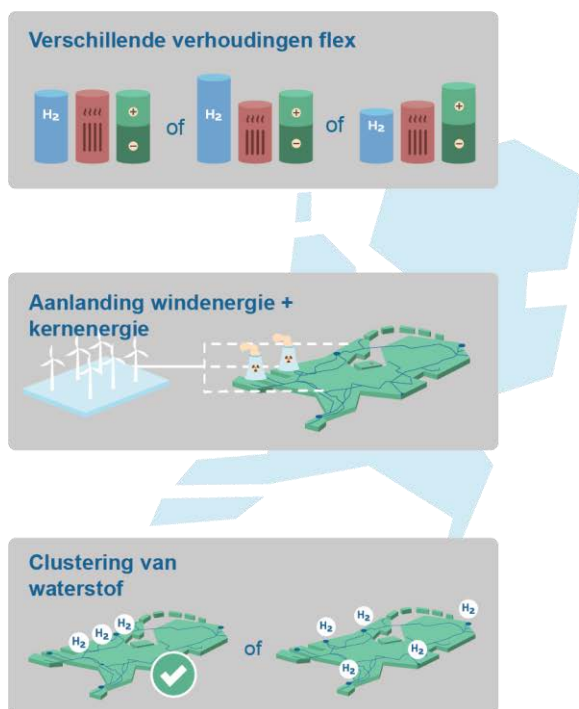 Verschillende verhoudingen flex
H₂ of H₂ of H₂
Aanlanding windenergie +
kernenergie
Clustering van
waterstof
H₂ H₂ H₂ of H₂ H₂ H₂ H₂ H₂